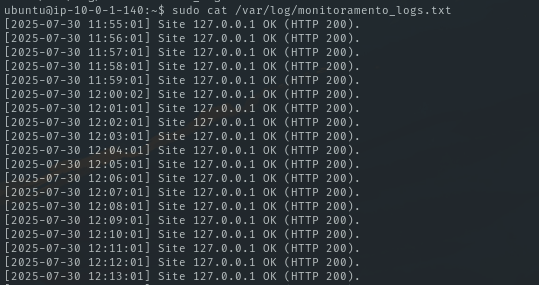 ubuntu@ip-10-0-1-140:~$ sudo cat /var/log/monitoramento_logs.txt
[2025-07-30 11:55:01] Site 127.0.0.1 OK (HTTP 200).
[2025-07-30 11:56:01] Site 127.0.0.1 OK (HTTP 200).
[2025-07-30 11:57:01] Site 127.0.0.1 OK (HTTP 200).
[2025-07-30 11:58:01] Site 127.0.0.1 OK (HTTP 200).
[2025-07-30 11:59:01] Site 127.0.0.1 OK (HTTP 200).
[2025-07-30 12:00:02] Site 127.0.0.1 OK (HTTP 200).
[2025-07-30 12:01:01] Site 127.0.0.1 OK (HTTP 200).
[2025-07-30 12:02:01] Site 127.0.0.1 OK (HTTP 200).
[2025-07-30 12:03:01] Site 127.0.0.1 OK (HTTP 200).
[2025-07-30 12:04:01] Site 127.0.0.1 OK (HTTP 200).
[2025-07-30 12:05:01] Site 127.0.0.1 OK (HTTP 200).
[2025-07-30 12:06:01] Site 127.0.0.1 OK (HTTP 200).
[2025-07-30 12:07:01] Site 127.0.0.1 OK (HTTP 200).
[2025-07-30 12:08:01] Site 127.0.0.1 OK (HTTP 200).
[2025-07-30 12:09:01] Site 127.0.0.1 OK (HTTP 200).
[2025-07-30 12:10:01] Site 127.0.0.1 OK (HTTP 200).
[2025-07-30 12:11:01] Site 127.0.0.1 OK (HTTP 200).
[2025-07-30 12:12:01] Site 127.0.0.1 OK (HTTP 200).
[2025-07-30 12:13:01] Site 127.0.0.1 OK (HTTP 200).